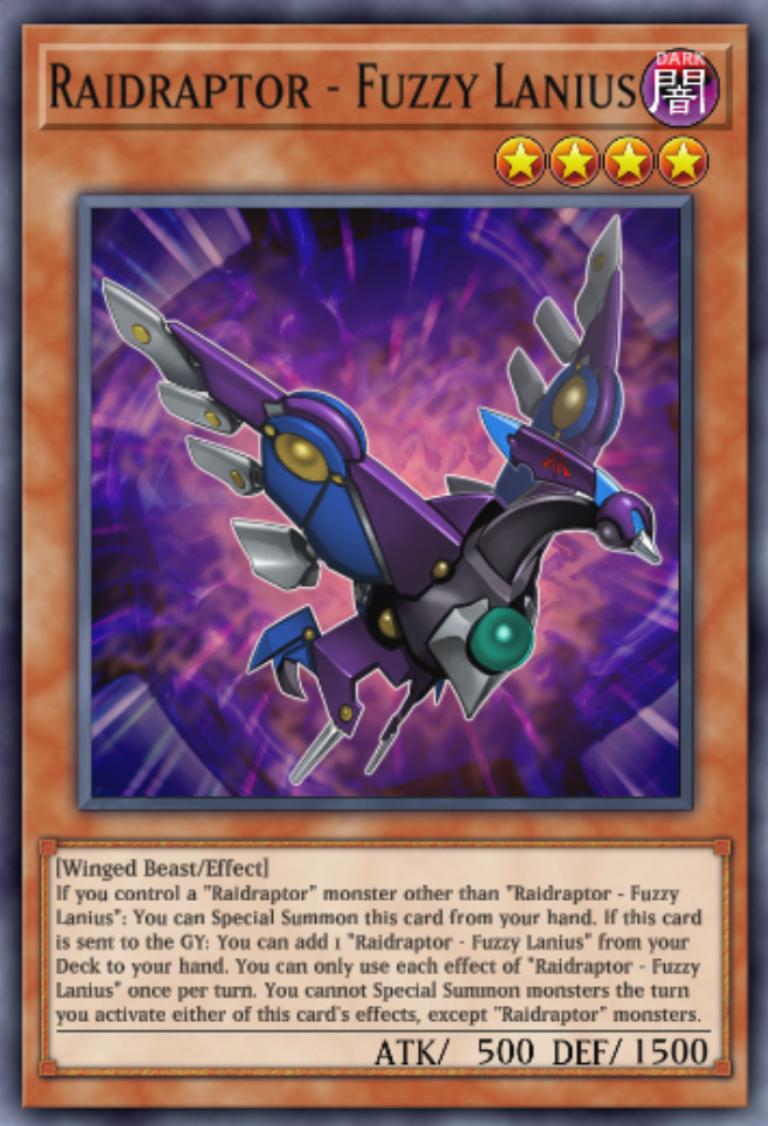 Raidraptor - Fuzzy Lanius
DARK
闇
[Winged Beast/Effect]
If you control a "Raidraptor" monster other than "Raidraptor - Fuzzy
Lanius": You can Special Summon this card from your hand. If this card
is sent to the GY: You can add 1 "Raidraptor - Fuzzy Lanius" from your
Deck to your hand. You can only use each effect of "Raidraptor - Fuzzy
Lanius" once per turn. You cannot Special Summon monsters the turn
you activate either of this card's effects, except "Raidraptor" monsters.
ATK/ 500 DEF/ 1500